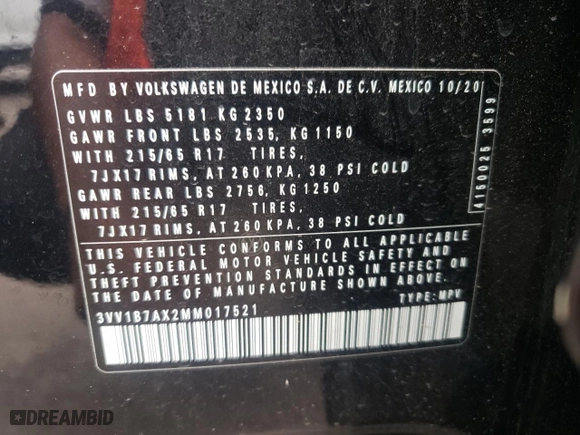 MFD BY VOLKSWAGEN DE MEXICO S.A. DE C.V. MEXICO 10/20
GVWR LBS 5181 KG 2350
GAWR FRONT LBS 2535, KG 1150
WITH 215/65 R17 TIRES,
7JX17 RIMS, AT 260 KPA, 38 PSI COLD
GAWR REAR LBS 2756, KG 1250
WITH 215/65 R17 TIRES,
7JX17 RIMS, AT 260 KPA, 38 PSI COLD
THIS VEHICLE CONFORMS TO ALL APPLICABLE
U.S. FEDERAL MOTOR VEHICLE SAFETY AND
THEFT PREVENTION STANDARDS IN EFFECT ON
THE DATE OF MANUFACTURE SHOWN ABOVE.
3VV1B7AX2MM017521 TYPE: MPV
4150025 3599
DREAMBID